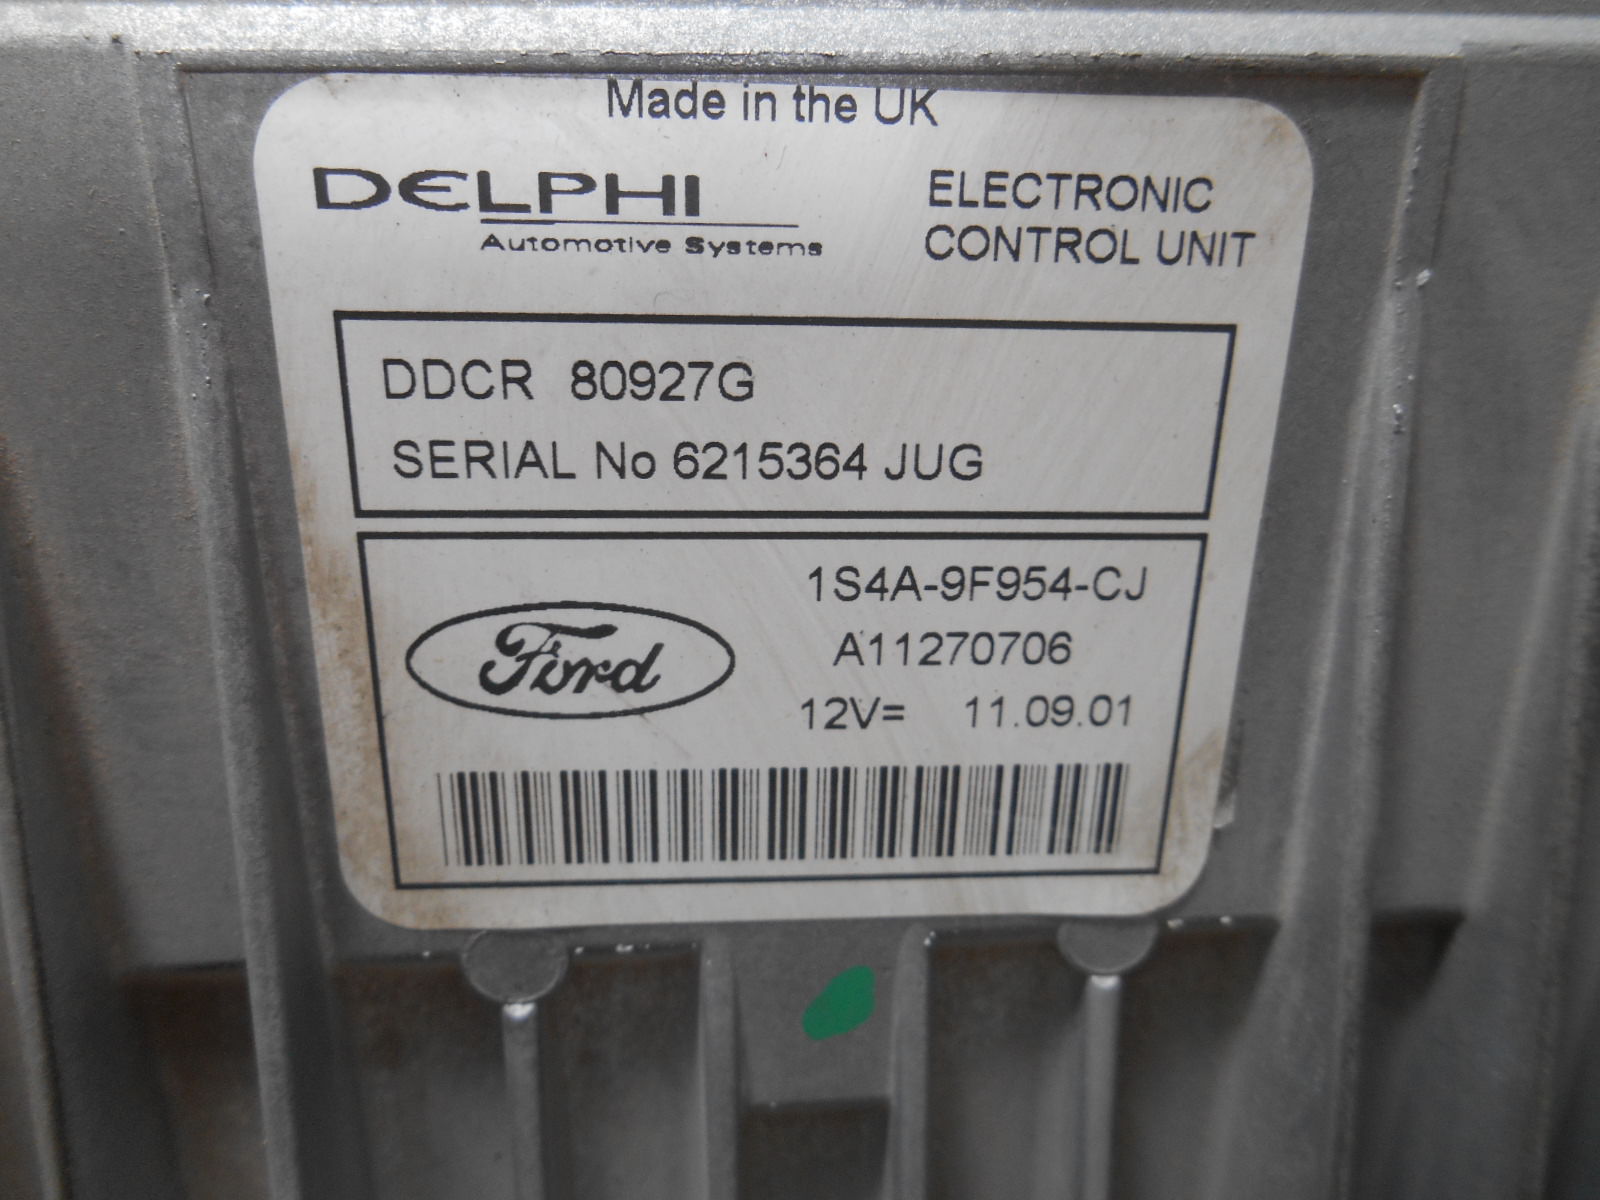 Made in the UK
DELPHI
Automotive Systems
ELECTRONIC
CONTROL UNIT
DDCR 80927G
SERIAL No 6215364 JUG
Ford
1S4A-9F954-CJ
A11270706
12V= 11.09.01